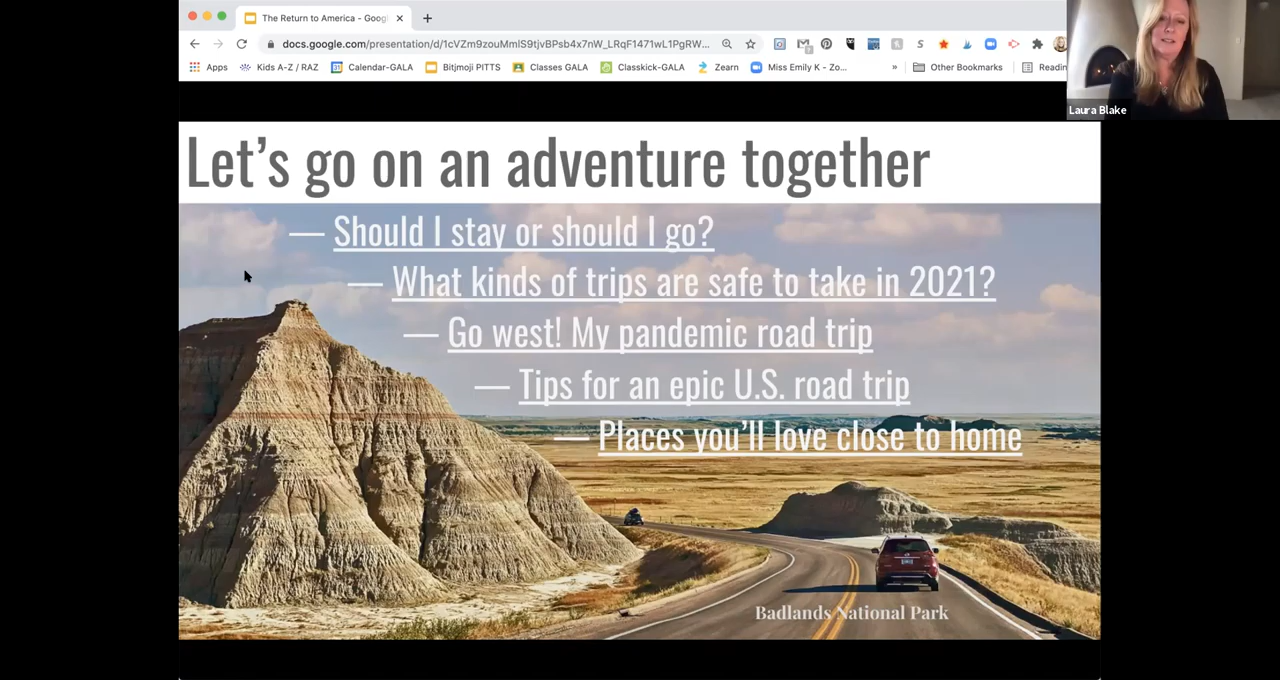 The Return to America - Goog
docs.google.com/presentation/d/1cVZm9zouMmlS9tjvBPsb4x7nW_LRqF1471wL1PgRW...
Apps
Kids A-Z / RAZ
Calendar-GALA
Bitjmoji PITTS
Classes GALA
Classkick-GALA
Zearn
Miss Emily K - Zo...
»
Other Bookmarks
Readin
Laura Blake
Let's go on an adventure together
— Should I stay or should I go?
— What kinds of trips are safe to take in 2021?
— Go west! My pandemic road trip
— Tips for an epic U.S. road trip
— Places you'll love close to home
Badlands National Park